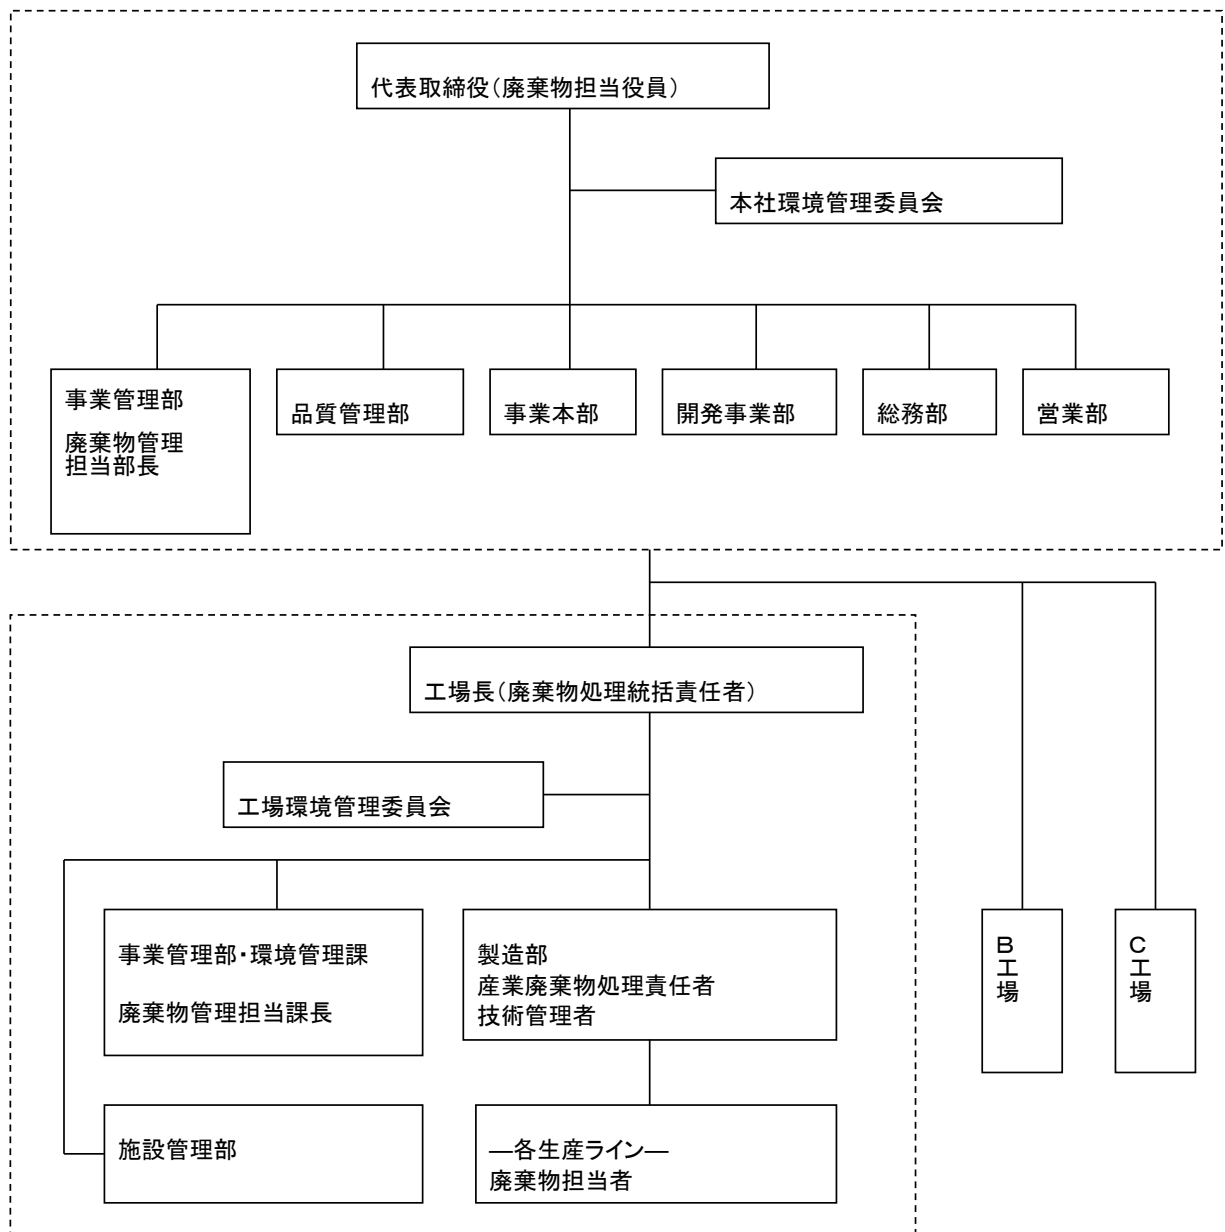 代表取締役(廃棄物担当役員)
本社環境管理委員会
事業管理部
廃棄物管理
担当部長
品質管理部
事業本部
開発事業部
総務部
営業部
工場長(廃棄物処理統括責任者)
工場環境管理委員会
事業管理部・環境管理課
廃棄物管理担当課長
製造部
産業廃棄物処理責任者
技術管理者
B工場
C工場
施設管理部
―各生産ライン―
廃棄物担当者